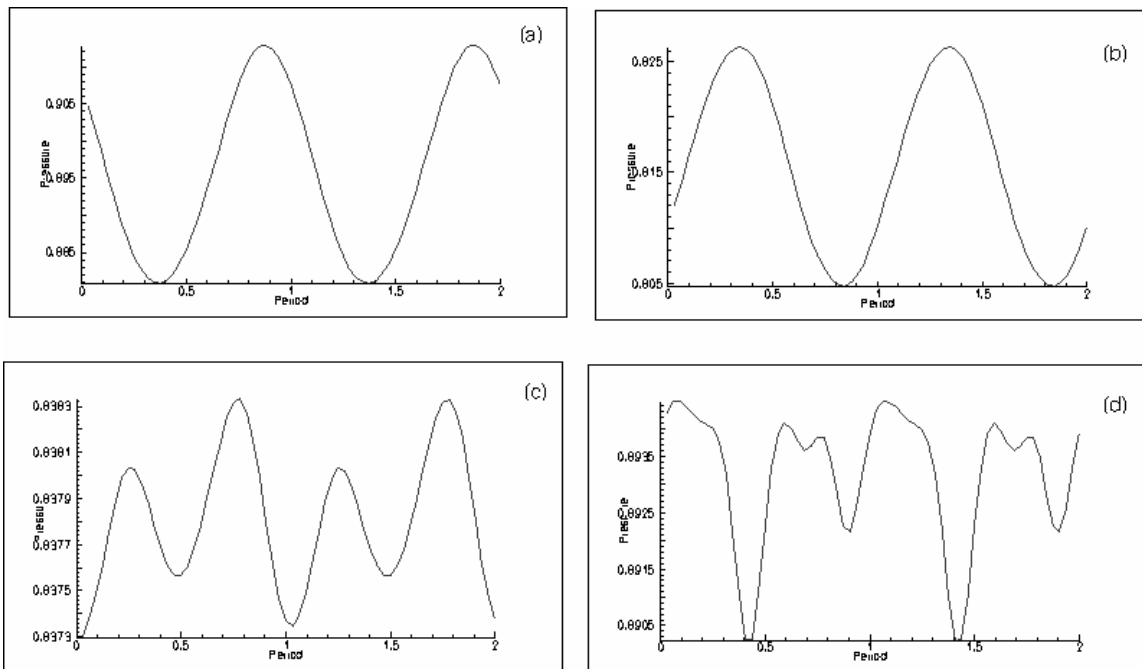 (a)
0.905
0.895
0.885
Pressure
0 0.5 1 1.5 2
Period
(b)
0.825
0.815
0.805
Pressure
0 0.5 1 1.5 2
Period
(c)
0.8383
0.8381
0.8379
0.8377
0.8375
0.8373
Pressure
0 0.5 1 1.5 2
Period
(d)
0.8935
0.8925
0.8915
0.8905
Pressure
0 0.5 1 1.5 2
Period